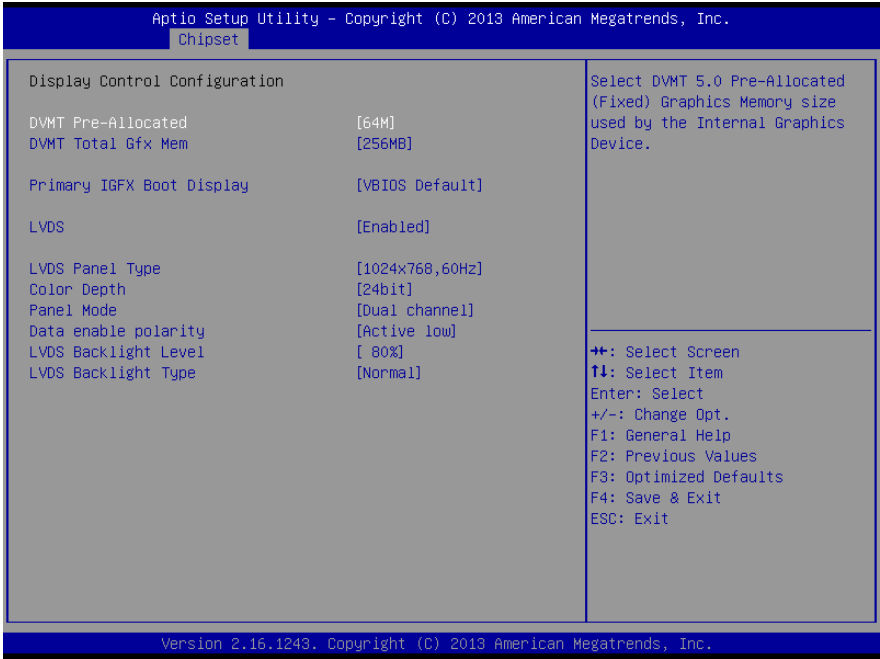 Aptio Setup Utility – Copyright (C) 2013 American Megatrends, Inc.
Chipset
Display Control Configuration
DVMT Pre-Allocated [64M]
DVMT Total Gfx Mem [256MB]
Primary IGFX Boot Display [VBIOS Default]
LVDS [Enabled]
LVDS Panel Type [1024x768,60Hz]
Color Depth [24bit]
Panel Mode [Dual channel]
Data enable polarity [Active low]
LVDS Backlight Level [ 80%]
LVDS Backlight Type [Normal]
Select DVMT 5.0 Pre-Allocated
(Fixed) Graphics Memory size
used by the Internal Graphics
Device.
→←: Select Screen
↑↓: Select Item
Enter: Select
+/-: Change Opt.
F1: General Help
F2: Previous Values
F3: Optimized Defaults
F4: Save & Exit
ESC: Exit
Version 2.16.1243. Copyright (C) 2013 American Megatrends, Inc.